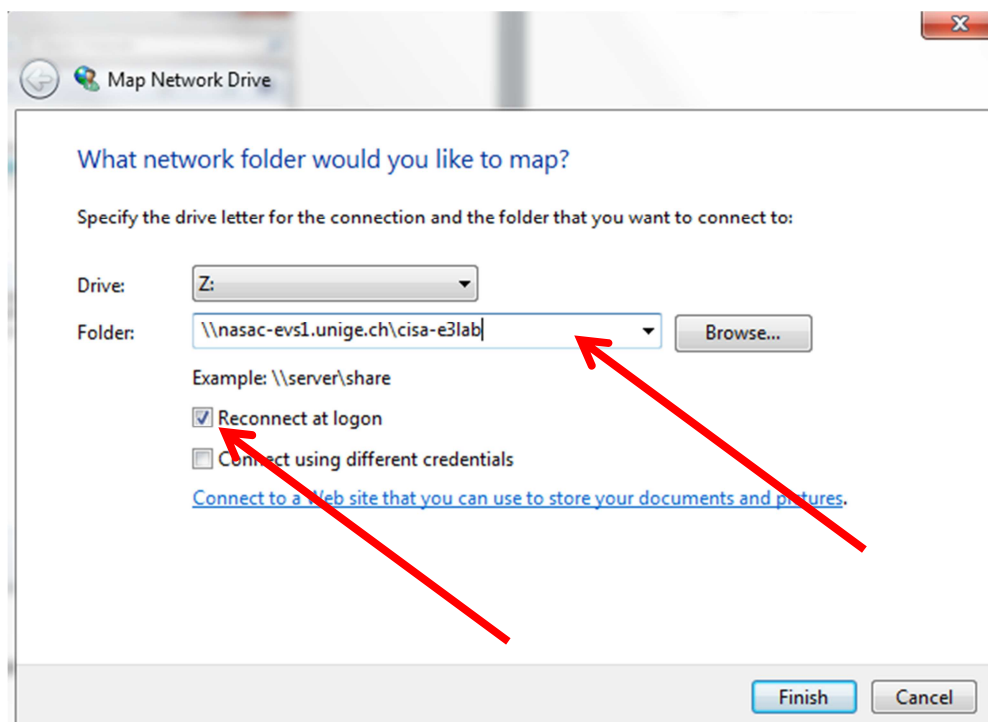 Map Network Drive
What network folder would you like to map?
Specify the drive letter for the connection and the folder that you want to connect to:
Drive: Z:
Folder: \\nasac-evs1.unige.ch\cisa-e3lab Browse...
Example: \\server\share
Reconnect at logon
Connect using different credentials
Connect to a Web site that you can use to store your documents and pictures.
Finish Cancel